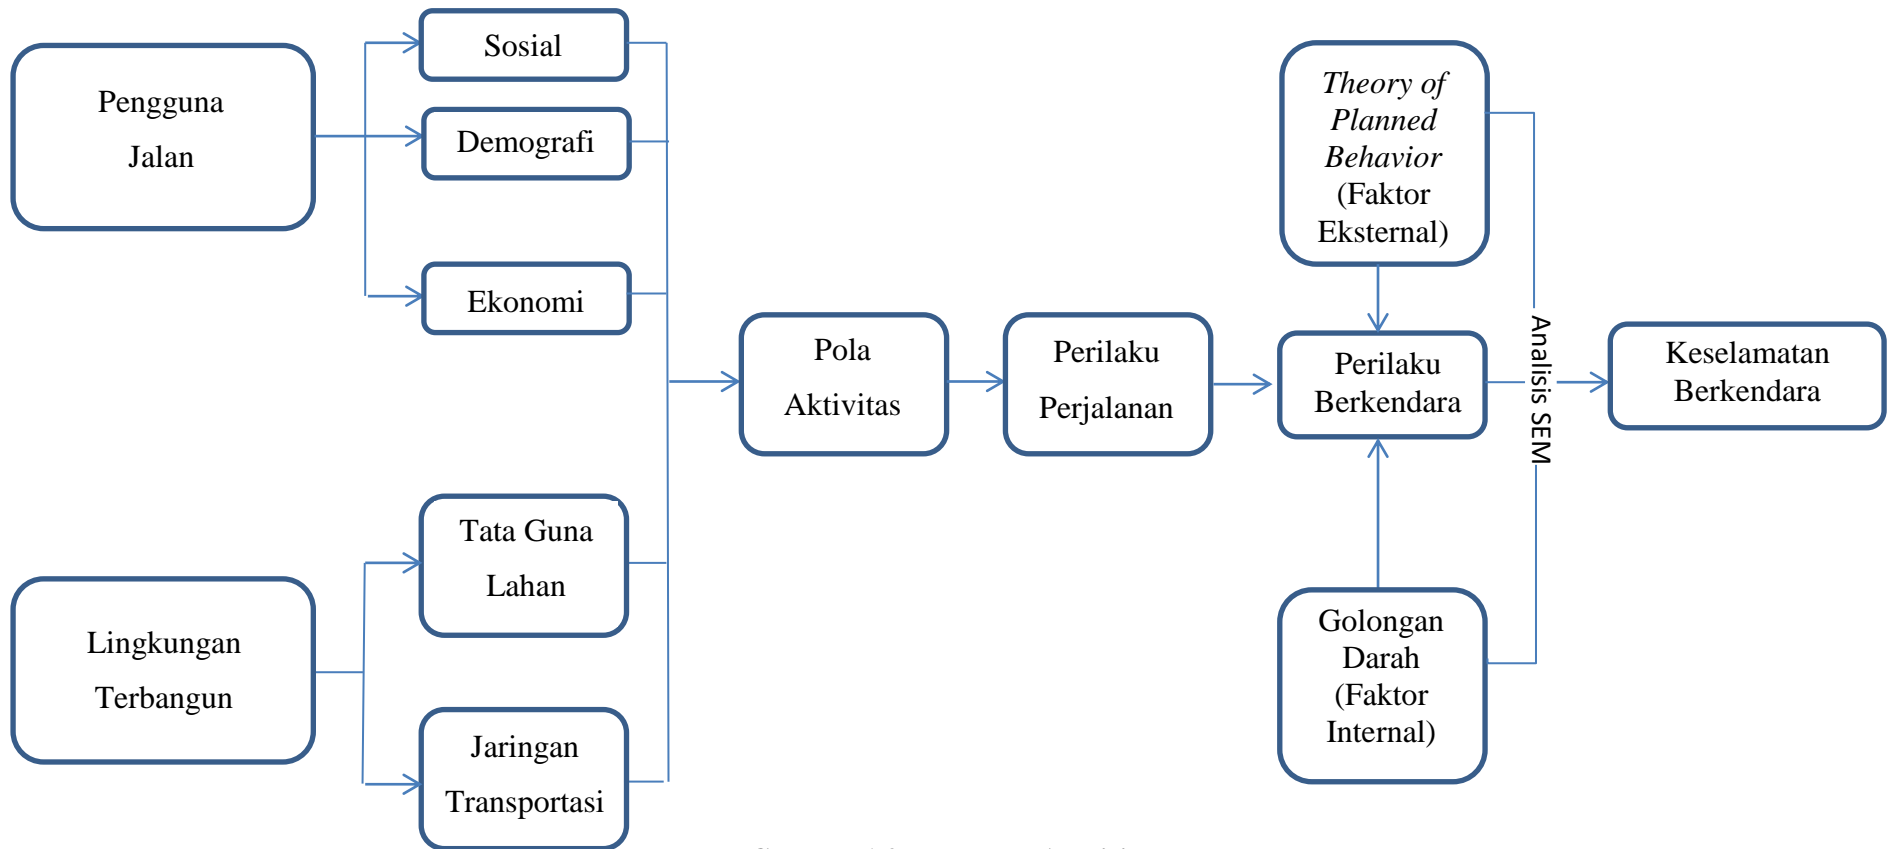 Pengguna
Jalan
Sosial
Demografi
Ekonomi
Lingkungan
Terbangun
Tata Guna
Lahan
Jaringan
Transportasi
Pola
Aktivitas
Perilaku
Perjalanan
Theory of
Planned
Behavior
(Faktor
Eksternal)
Perilaku
Berkendara
Golongan
Darah
(Faktor
Internal)
Analisis SEM
Keselamatan
Berkendara